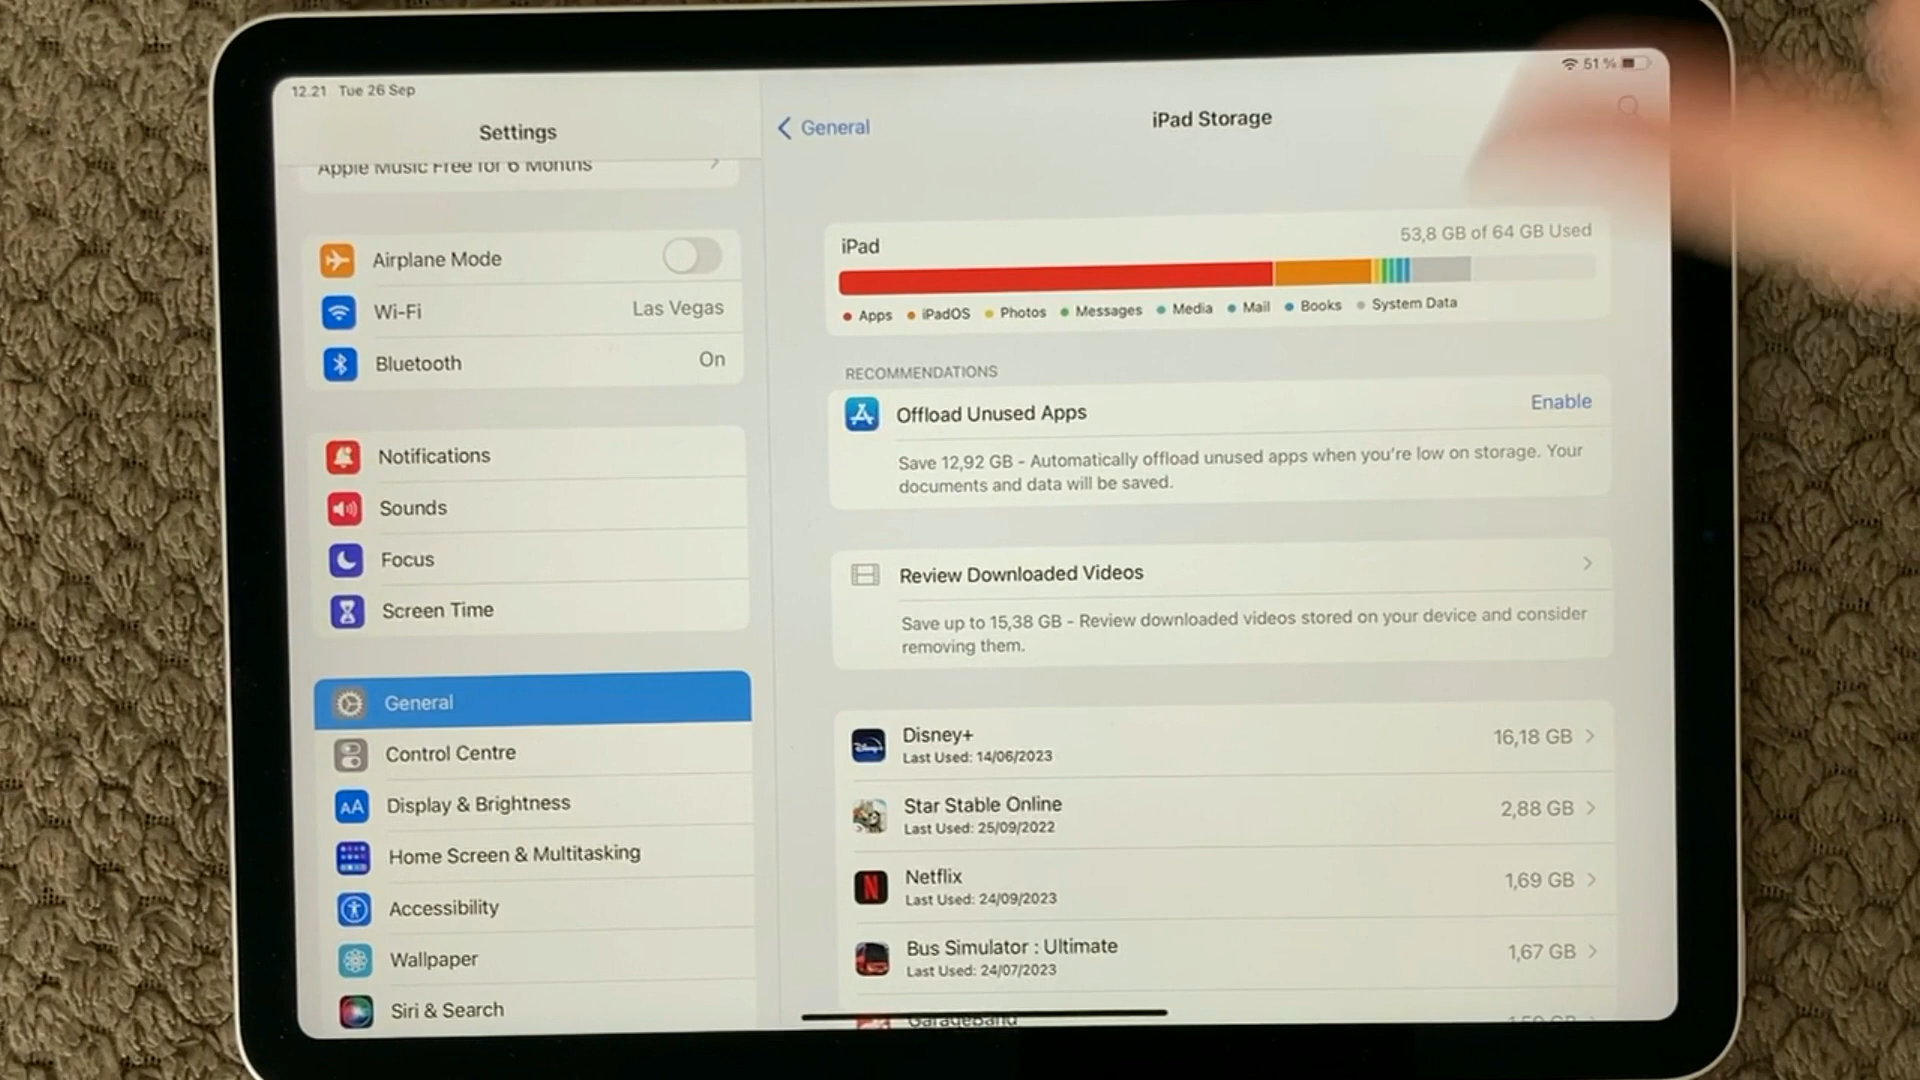 12.21 Tue 26 Sep
51 %
Settings
Apple Music Free for 6 Months
Airplane Mode
Wi-Fi
Las Vegas
Bluetooth
On
Notifications
Sounds
Focus
Screen Time
General
Control Centre
AA
Display & Brightness
Home Screen & Multitasking
Accessibility
Wallpaper
Siri & Search
General
iPad Storage
iPad
53,8 GB of 64 GB Used
Apps iPadOS Photos Messages Media Mail Books System Data
RECOMMENDATIONS
Offload Unused Apps
Enable
Save 12,92 GB - Automatically offload unused apps when you're low on storage. Your
documents and data will be saved.
Review Downloaded Videos
Save up to 15,38 GB - Review downloaded videos stored on your device and consider
removing them.
Disney+
Disney+
Last Used: 14/06/2023
16,18 GB
Star Stable Online
Last Used: 25/09/2022
2,88 GB
N
Netflix
Last Used: 24/09/2023
1,69 GB
Bus Simulator : Ultimate
Last Used: 24/07/2023
1,67 GB
GarageBand